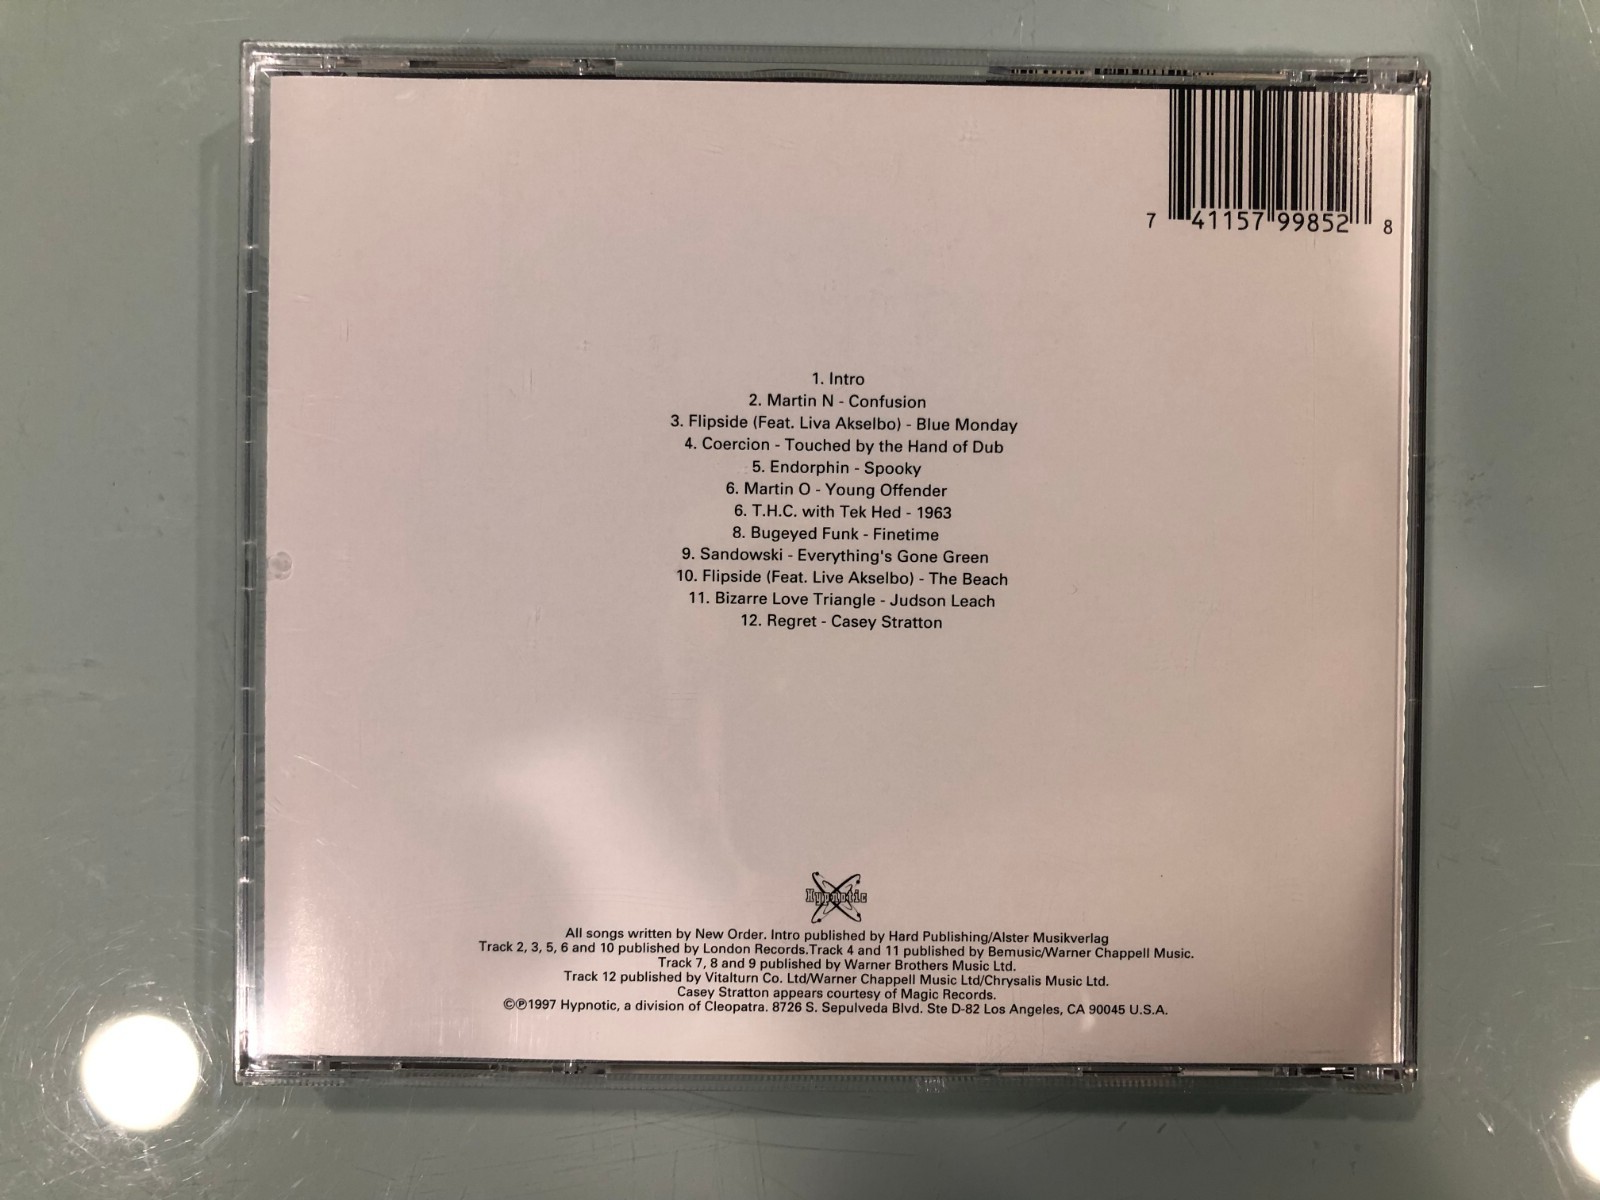 7 41157 99852 8
1. Intro
2. Martin N - Confusion
3. Flipside (Feat. Liva Akselbo) - Blue Monday
4. Coercion - Touched by the Hand of Dub
5. Endorphin - Spooky
6. Martin O - Young Offender
6. T.H.C. with Tek Hed - 1963
8. Bugeyed Funk - Finetime
9. Sandowski - Everything's Gone Green
10. Flipside (Feat. Live Akselbo) - The Beach
11. Bizarre Love Triangle - Judson Leach
12. Regret - Casey Stratton
Hypnotic
All songs written by New Order. Intro published by Hard Publishing/Alster Musikverlag
Track 2, 3, 5, 6 and 10 published by London Records.Track 4 and 11 published by Bemusic/Warner Chappell Music.
Track 7, 8 and 9 published by Warner Brothers Music Ltd.
Track 12 published by Vitalturn Co. Ltd/Warner Chappell Music Ltd/Chrysalis Music Ltd.
Casey Stratton appears courtesy of Magic Records.
©℗1997 Hypnotic, a division of Cleopatra. 8726 S. Sepulveda Blvd. Ste D-82 Los Angeles, CA 90045 U.S.A.